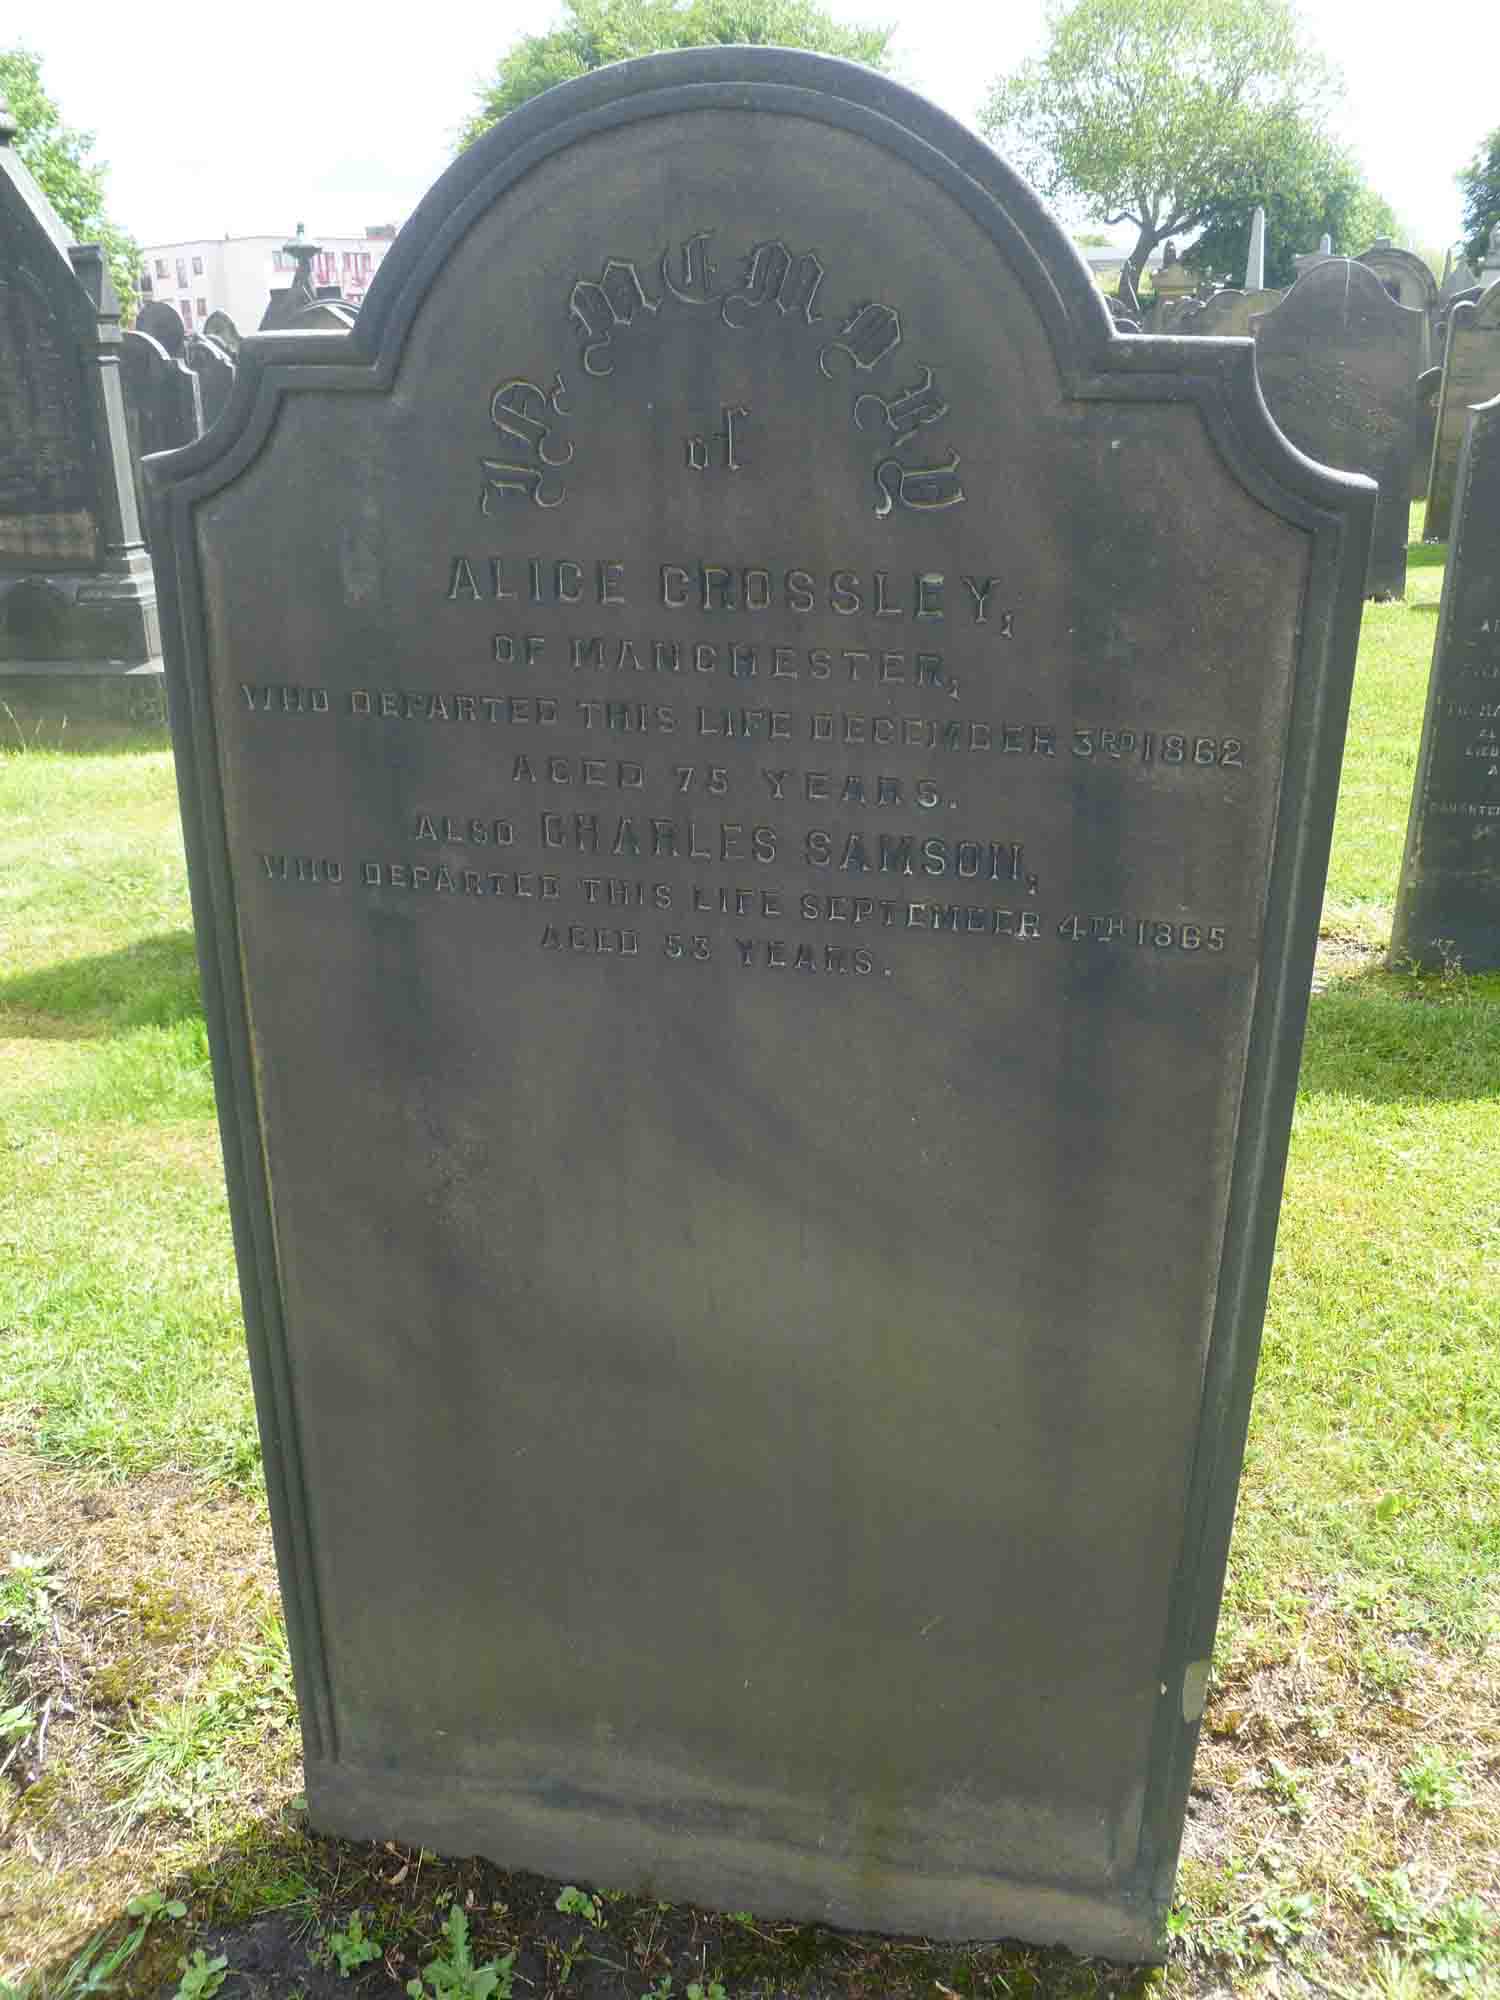 IN MEMORY
of
ALICE CROSSLEY,
OF MANCHESTER,
WHO DEPARTED THIS LIFE DECEMBER 3RD 1862
AGED 75 YEARS.
ALSO CHARLES SAMSON,
WHO DEPARTED THIS LIFE SEPTEMBER 4TH 1865
AGED 53 YEARS.
DAUGHTER